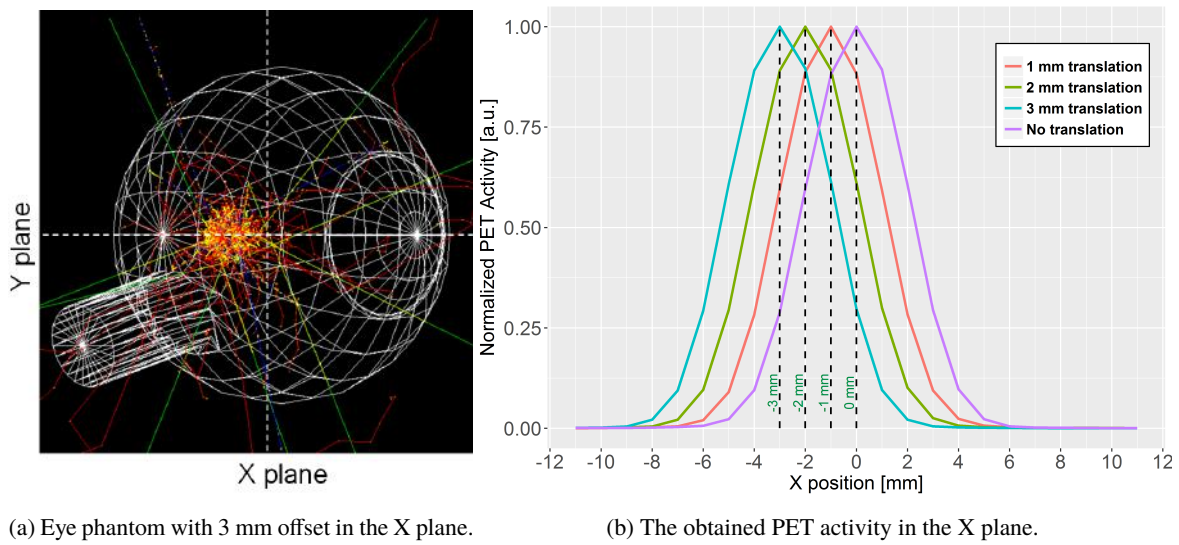 Y plane
X plane
Normalized PET Activity [a.u.]
1.00
0.75
0.50
0.25
0.00
1 mm translation
2 mm translation
3 mm translation
No translation
-3 mm
-2 mm
-1 mm
0 mm
-12 -10 -8 -6 -4 -2 0 2 4 6 8 10 12
X position [mm]
(a) Eye phantom with 3 mm offset in the X plane.
(b) The obtained PET activity in the X plane.